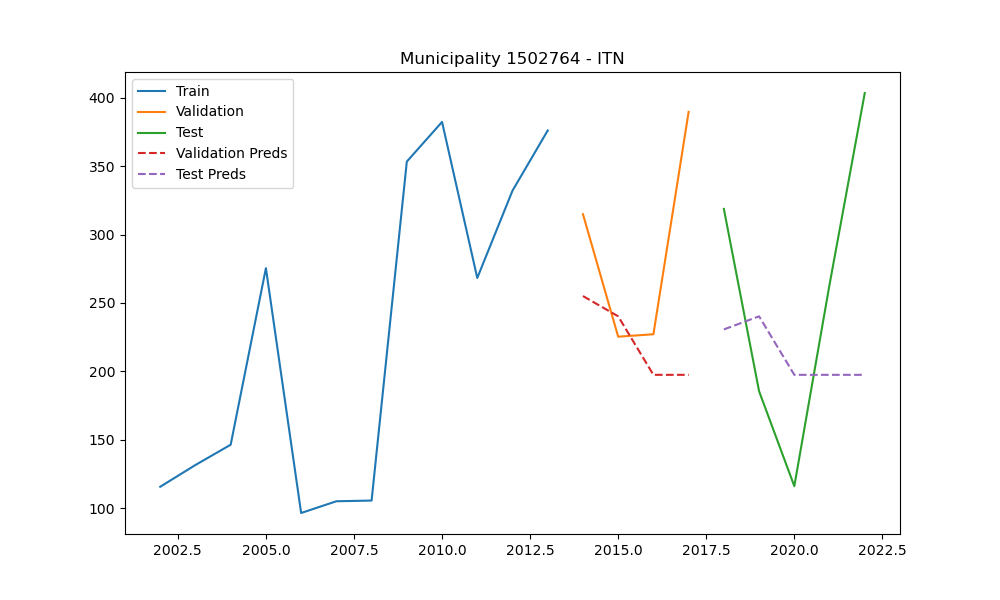 Municipality 1502764 - ITN
Train
Validation
Test
Validation Preds
Test Preds
400
350
300
250
200
150
100
2002.5 2005.0 2007.5 2010.0 2012.5 2015.0 2017.5 2020.0 2022.5